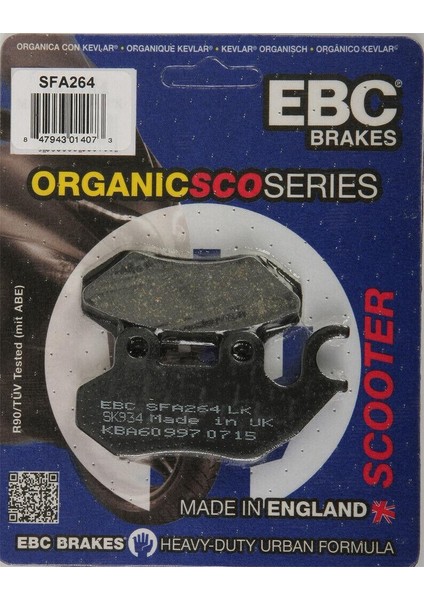 ORGANICA CON KEVLAR® - ORGANIQUE KEVLAR® - KEVLAR® ORGANISCH - ORGÂNICO KEVLAR®
SFA264
8 47943 01407 3
EBC
BRAKES
ORGANICSCOSERIES
R90/TÜV Tested (mit ABE)
SCOOTER
EBC SFA264 LK
SK934 Made in UK
KBA60997 0715
MADE IN ENGLAND
EBC BRAKES HEAVY-DUTY URBAN FORMULA